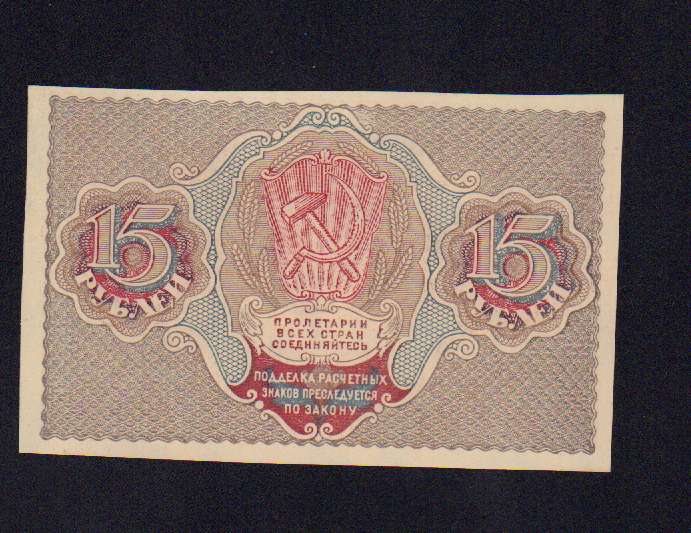 15
РУБЛЕЙ
15
РУБЛЕЙ
ПРОЛЕТАРИИ
ВСЕХ СТРАН
СОЕДИНЯЙТЕСЬ
ПОДДЕЛКА РАСЧЕТНЫХ
ЗНАКОВ ПРЕСЛЕДУЕТСЯ
ПО ЗАКОНУ